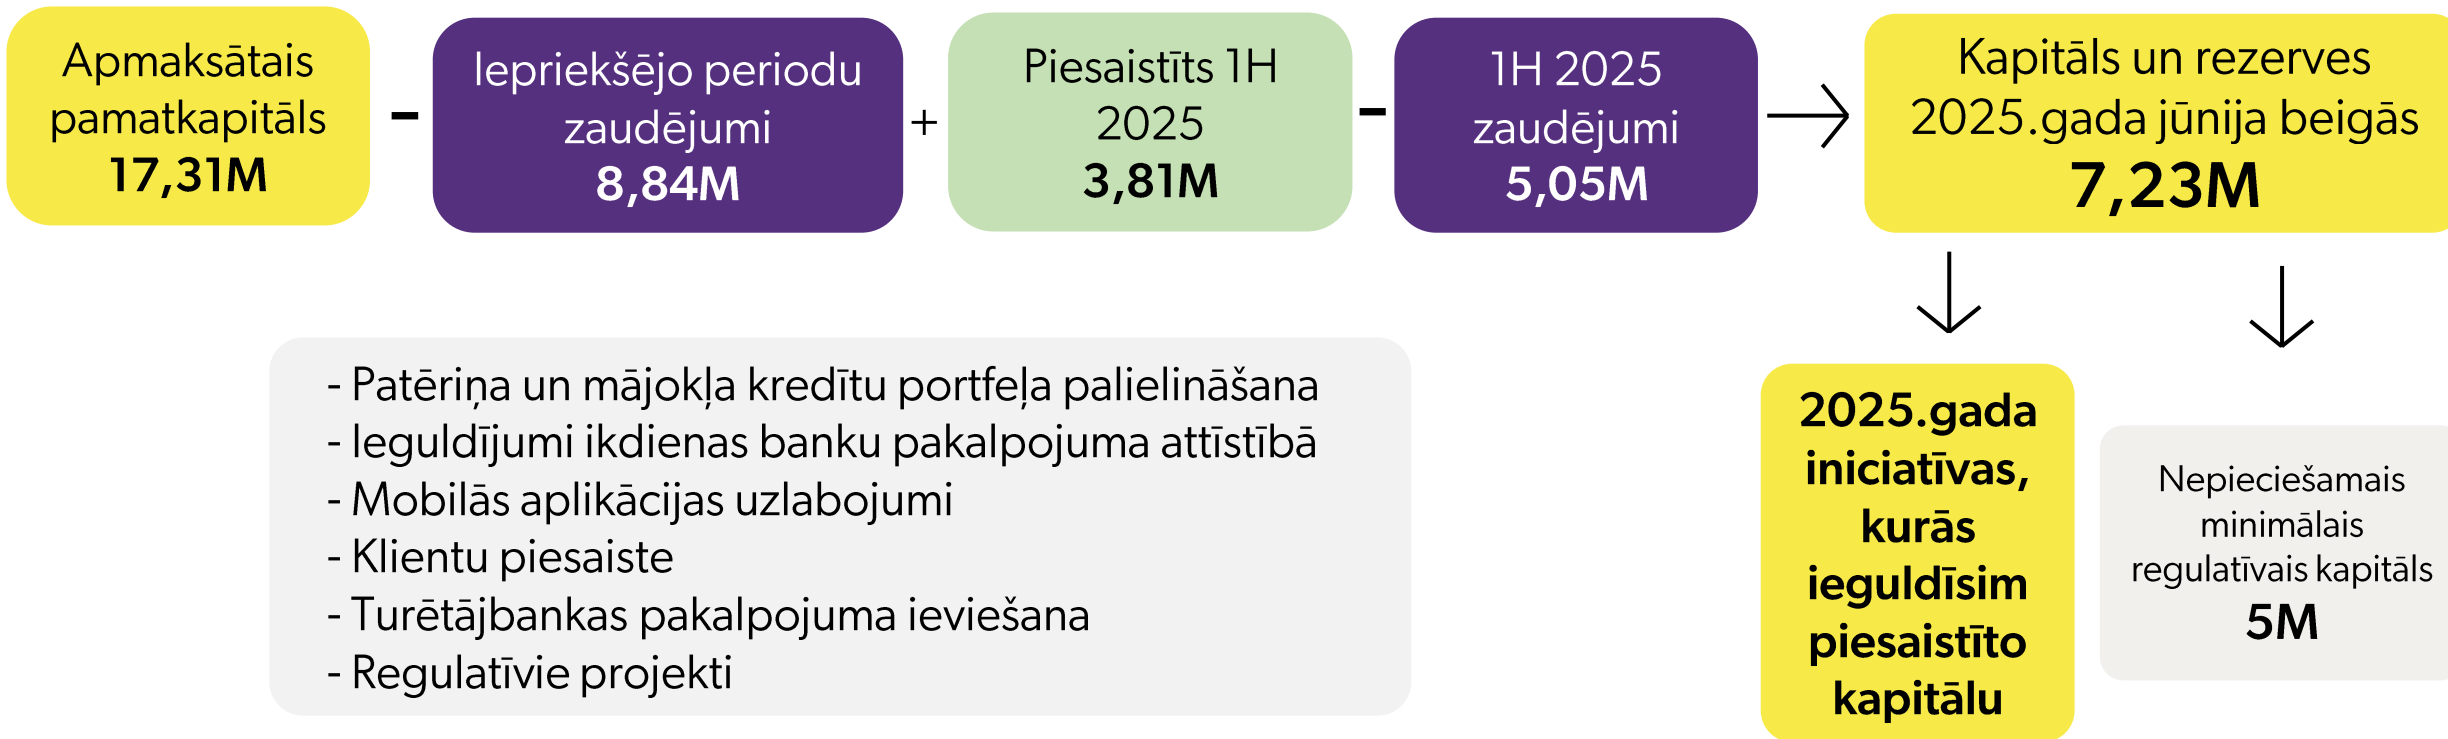 Apmaksātais
pamatkapitāls
17,31M
-
Iepriekšējo periodu
zaudējumi
8,84M
+
Piesaistīts 1H
2025
3,81M
-
1H 2025
zaudējumi
5,05M
Kapitāls un rezerves
2025.gada jūnija beigās
7,23M
- Patēriņa un mājokļa kredītu portfeļa palielināšana
- Ieguldījumi ikdienas banku pakalpojuma attīstībā
- Mobilās aplikācijas uzlabojumi
- Klientu piesaiste
- Turētājbankas pakalpojuma ieviešana
- Regulatīvie projekti
2025.gada
iniciatīvas,
kurās
ieguldīsim
piesaistīto
kapitālu
Nepieciešamais
minimālais
regulatīvais kapitāls
5M